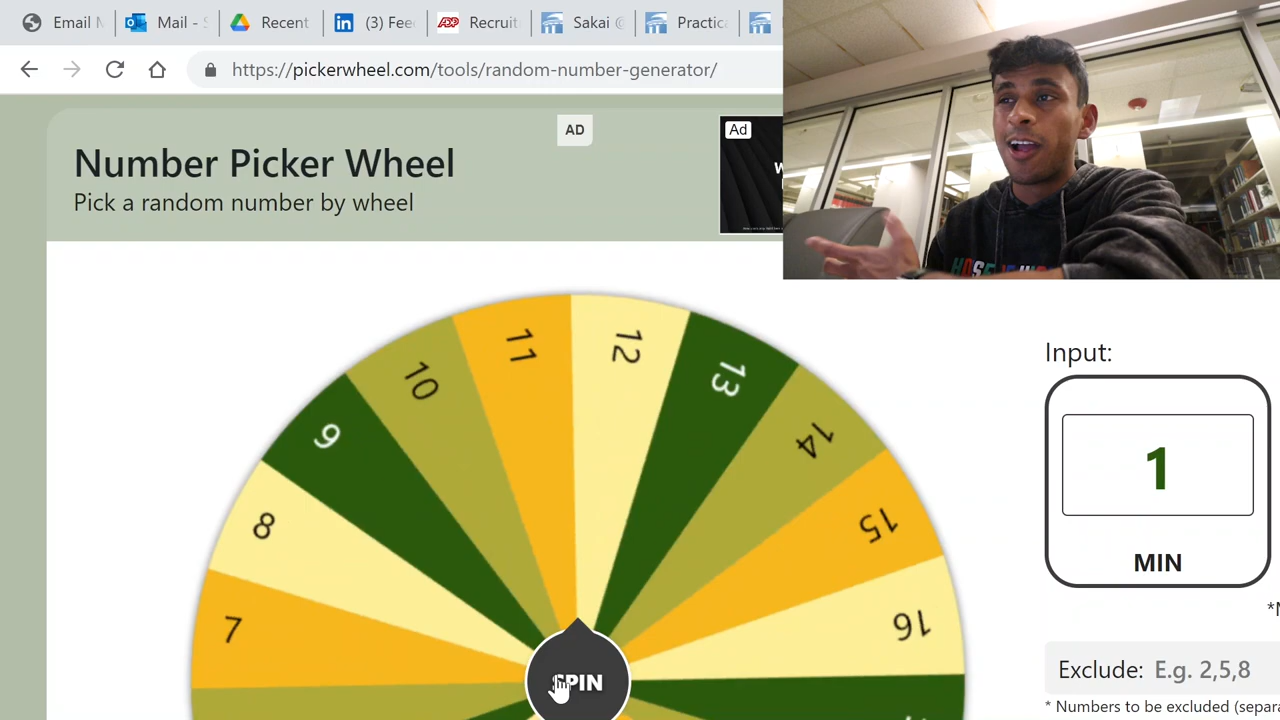 Email M
Mail - S
Recent
(3) Fee
ADP Recruit
Sakai @
Practice
https://pickerwheel.com/tools/random-number-generator/
AD
Ad
Number Picker Wheel
Pick a random number by wheel
11
12
10
13
9
14
8
15
7
16
SPIN
Input:
1
MIN
Exclude: E.g. 2,5,8
* Numbers to be excluded (separa